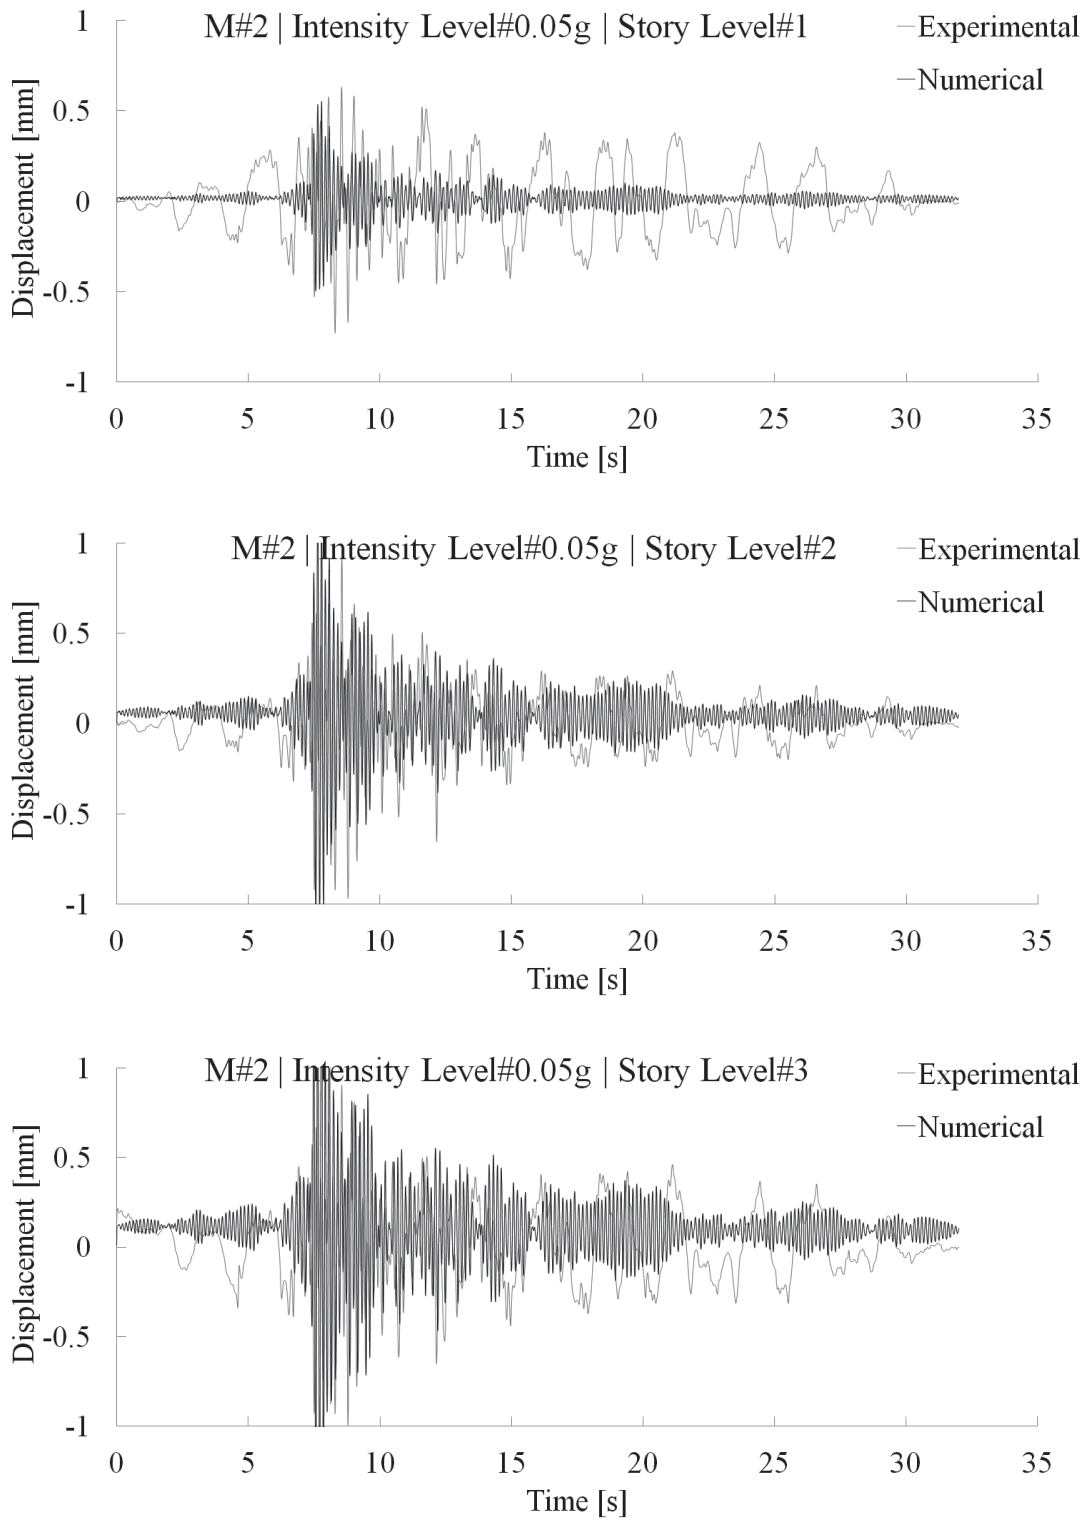 M#2 | Intensity Level#0.05g | Story Level#1
Experimental
Numerical
Displacement [mm]
1
0.5
0
-0.5
-1
0 5 10 15 20 25 30 35
Time [s]
M#2 | Intensity Level#0.05g | Story Level#2
Experimental
Numerical
Displacement [mm]
1
0.5
0
-0.5
-1
0 5 10 15 20 25 30 35
Time [s]
M#2 | Intensity Level#0.05g | Story Level#3
Experimental
Numerical
Displacement [mm]
1
0.5
0
-0.5
-1
0 5 10 15 20 25 30 35
Time [s]